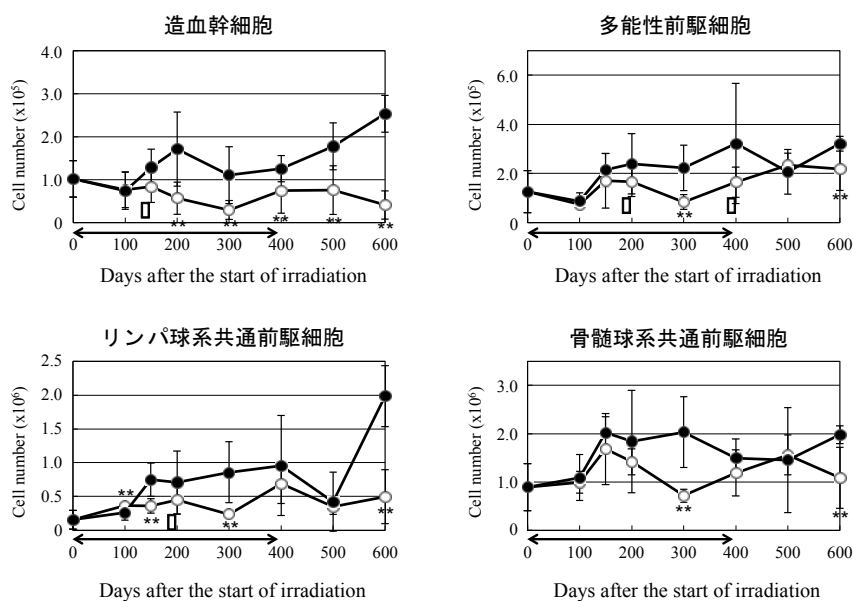 造血幹細胞
4.0
3.0
2.0
1.0
0
Cell number (x10⁵)
** ** ** ** **
0 100 200 300 400 500 600
Days after the start of irradiation
多能性前駆細胞
6.0
4.0
2.0
0
Cell number (x10⁵)
** **
0 100 200 300 400 500 600
Days after the start of irradiation
リンパ球系共通前駆細胞
2.5
2.0
1.5
1.0
0.5
0
Cell number (x10⁶)
** ** ** **
0 100 200 300 400 500 600
Days after the start of irradiation
骨髄球系共通前駆細胞
3.0
2.0
1.0
0
Cell number (x10⁶)
** **
0 100 200 300 400 500 600
Days after the start of irradiation